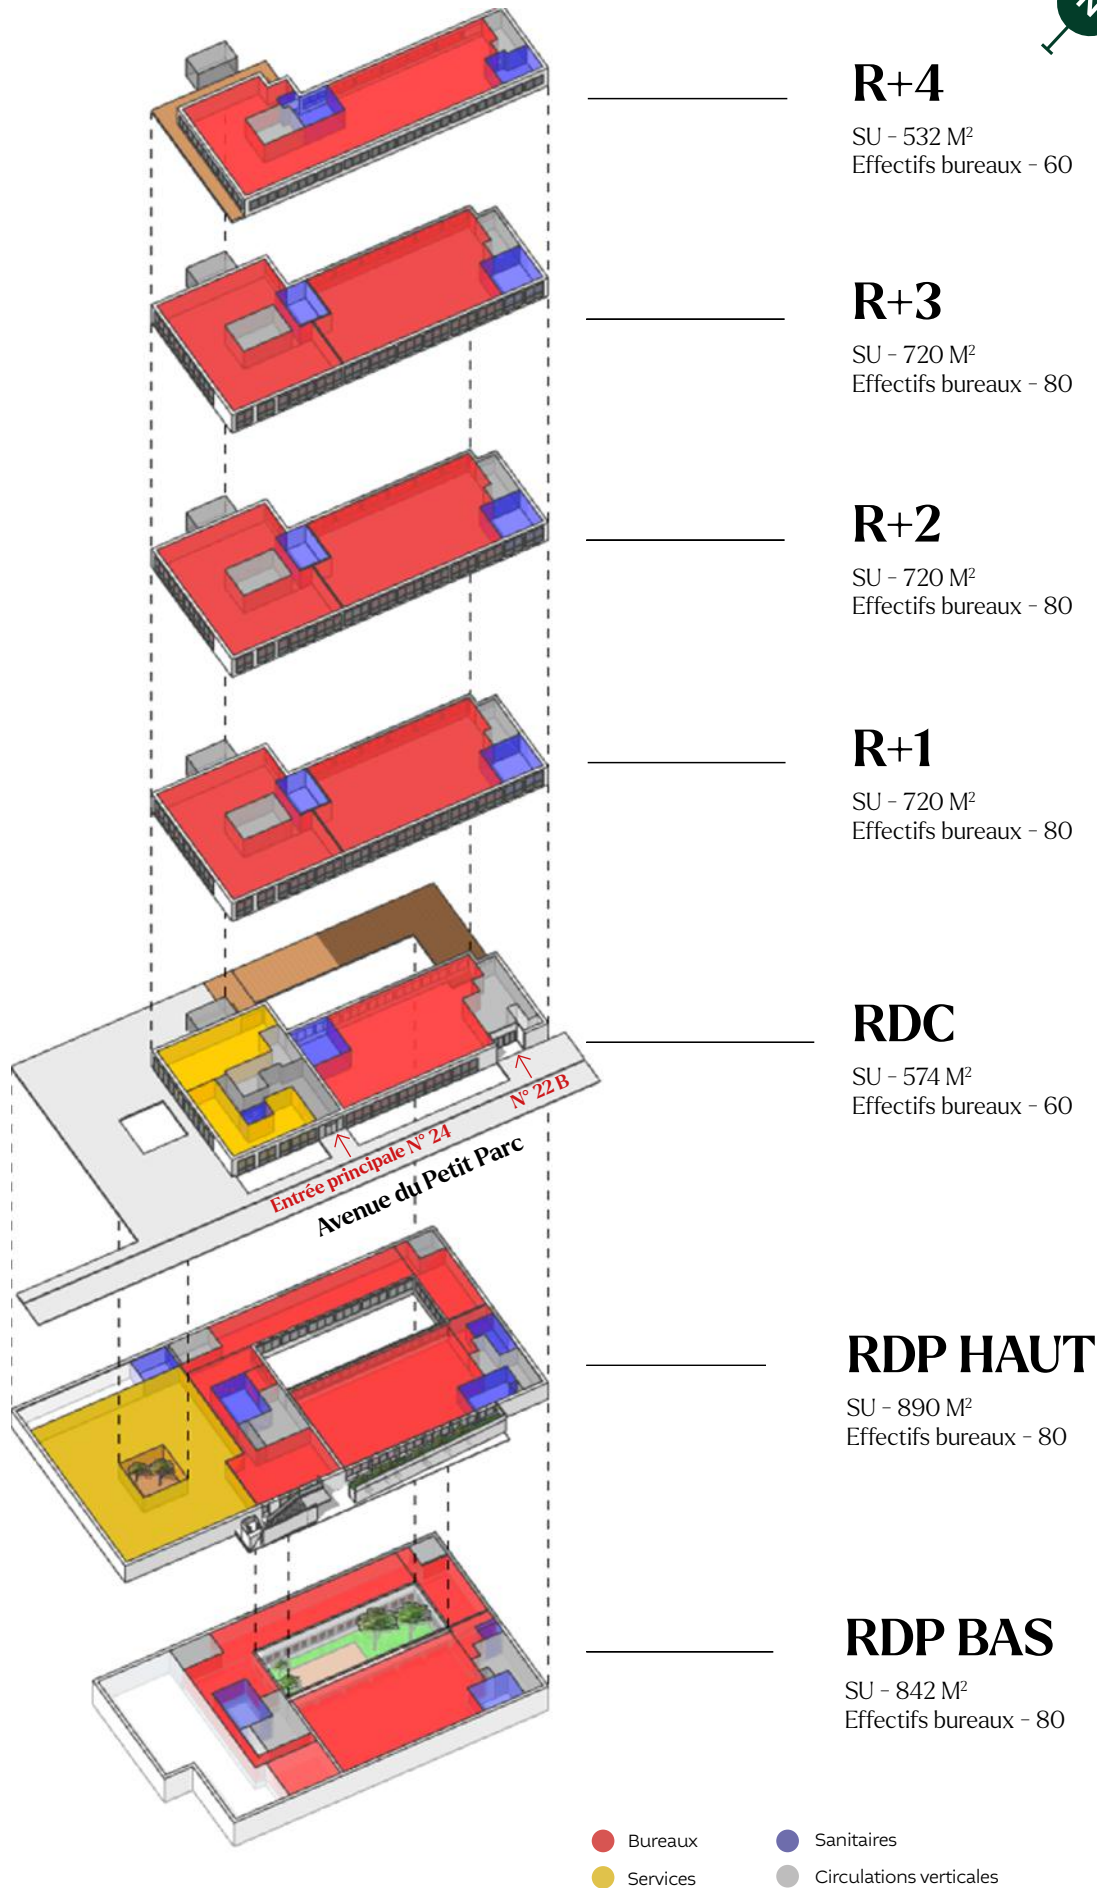 N
R+4
SU - 532 M²
Effectifs bureaux - 60
R+3
SU - 720 M²
Effectifs bureaux - 80
R+2
SU - 720 M²
Effectifs bureaux - 80
R+1
SU - 720 M²
Effectifs bureaux - 80
RDC
SU - 574 M²
Effectifs bureaux - 60
N° 22 B
Entrée principale N° 24
Avenue du Petit Parc
RDP HAUT
SU - 890 M²
Effectifs bureaux - 80
RDP BAS
SU - 842 M²
Effectifs bureaux - 80
Bureaux
Sanitaires
Services
Circulations verticales